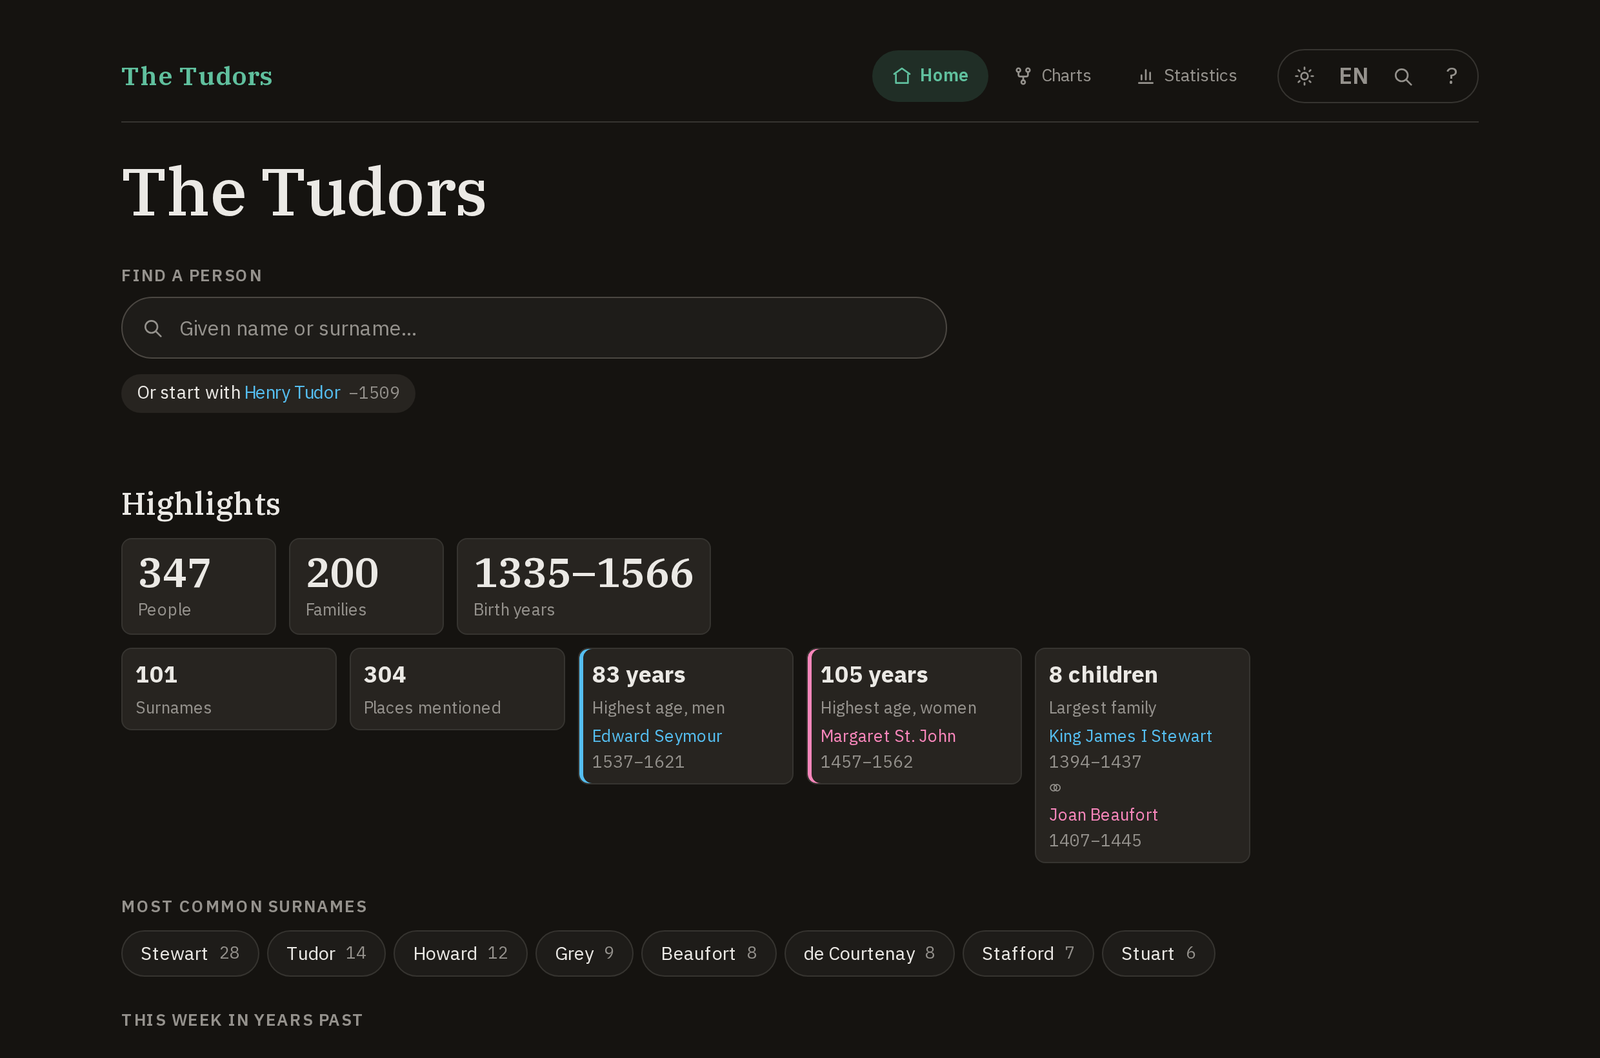 The Tudors
Home
Charts
Statistics
EN
?
The Tudors
FIND A PERSON
Given name or surname...
Or start with Henry Tudor –1509
Highlights
347
People
200
Families
1335–1566
Birth years
101
Surnames
304
Places mentioned
83 years
Highest age, men
Edward Seymour
1537–1621
105 years
Highest age, women
Margaret St. John
1457–1562
8 children
Largest family
King James I Stewart
1394–1437
⚭
Joan Beaufort
1407–1445
MOST COMMON SURNAMES
Stewart 28
Tudor 14
Howard 12
Grey 9
Beaufort 8
de Courtenay 8
Stafford 7
Stuart 6
THIS WEEK IN YEARS PAST